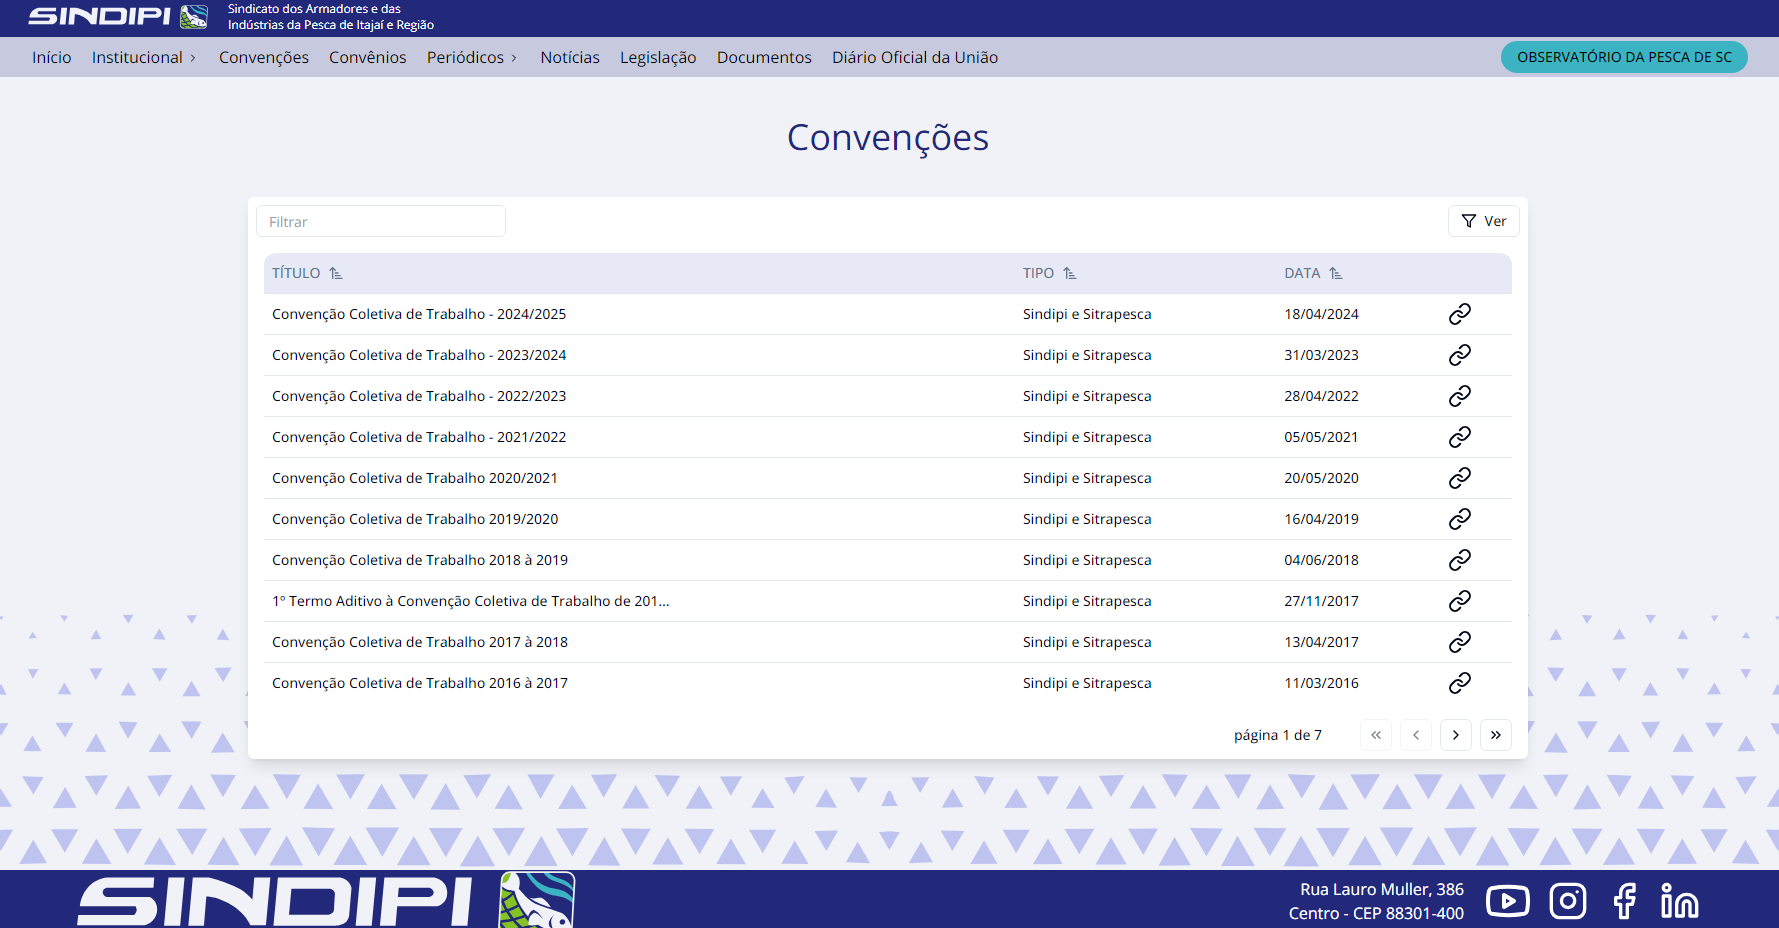 SINDIPI
Sindicato dos Armadores e das
Indústrias da Pesca de Itajaí e Região
Início Institucional Convenções Convênios Periódicos Notícias Legislação Documentos Diário Oficial da União OBSERVATÓRIO DA PESCA DE SC
Convenções
Filtrar Ver
TÍTULO TIPO DATA
Convenção Coletiva de Trabalho - 2024/2025 Sindipi e Sitrapesca 18/04/2024
Convenção Coletiva de Trabalho - 2023/2024 Sindipi e Sitrapesca 31/03/2023
Convenção Coletiva de Trabalho - 2022/2023 Sindipi e Sitrapesca 28/04/2022
Convenção Coletiva de Trabalho - 2021/2022 Sindipi e Sitrapesca 05/05/2021
Convenção Coletiva de Trabalho 2020/2021 Sindipi e Sitrapesca 20/05/2020
Convenção Coletiva de Trabalho 2019/2020 Sindipi e Sitrapesca 16/04/2019
Convenção Coletiva de Trabalho 2018 à 2019 Sindipi e Sitrapesca 04/06/2018
1º Termo Aditivo à Convenção Coletiva de Trabalho de 201... Sindipi e Sitrapesca 27/11/2017
Convenção Coletiva de Trabalho 2017 à 2018 Sindipi e Sitrapesca 13/04/2017
Convenção Coletiva de Trabalho 2016 à 2017 Sindipi e Sitrapesca 11/03/2016
página 1 de 7
SINDIPI
Rua Lauro Muller, 386
Centro - CEP 88301-400